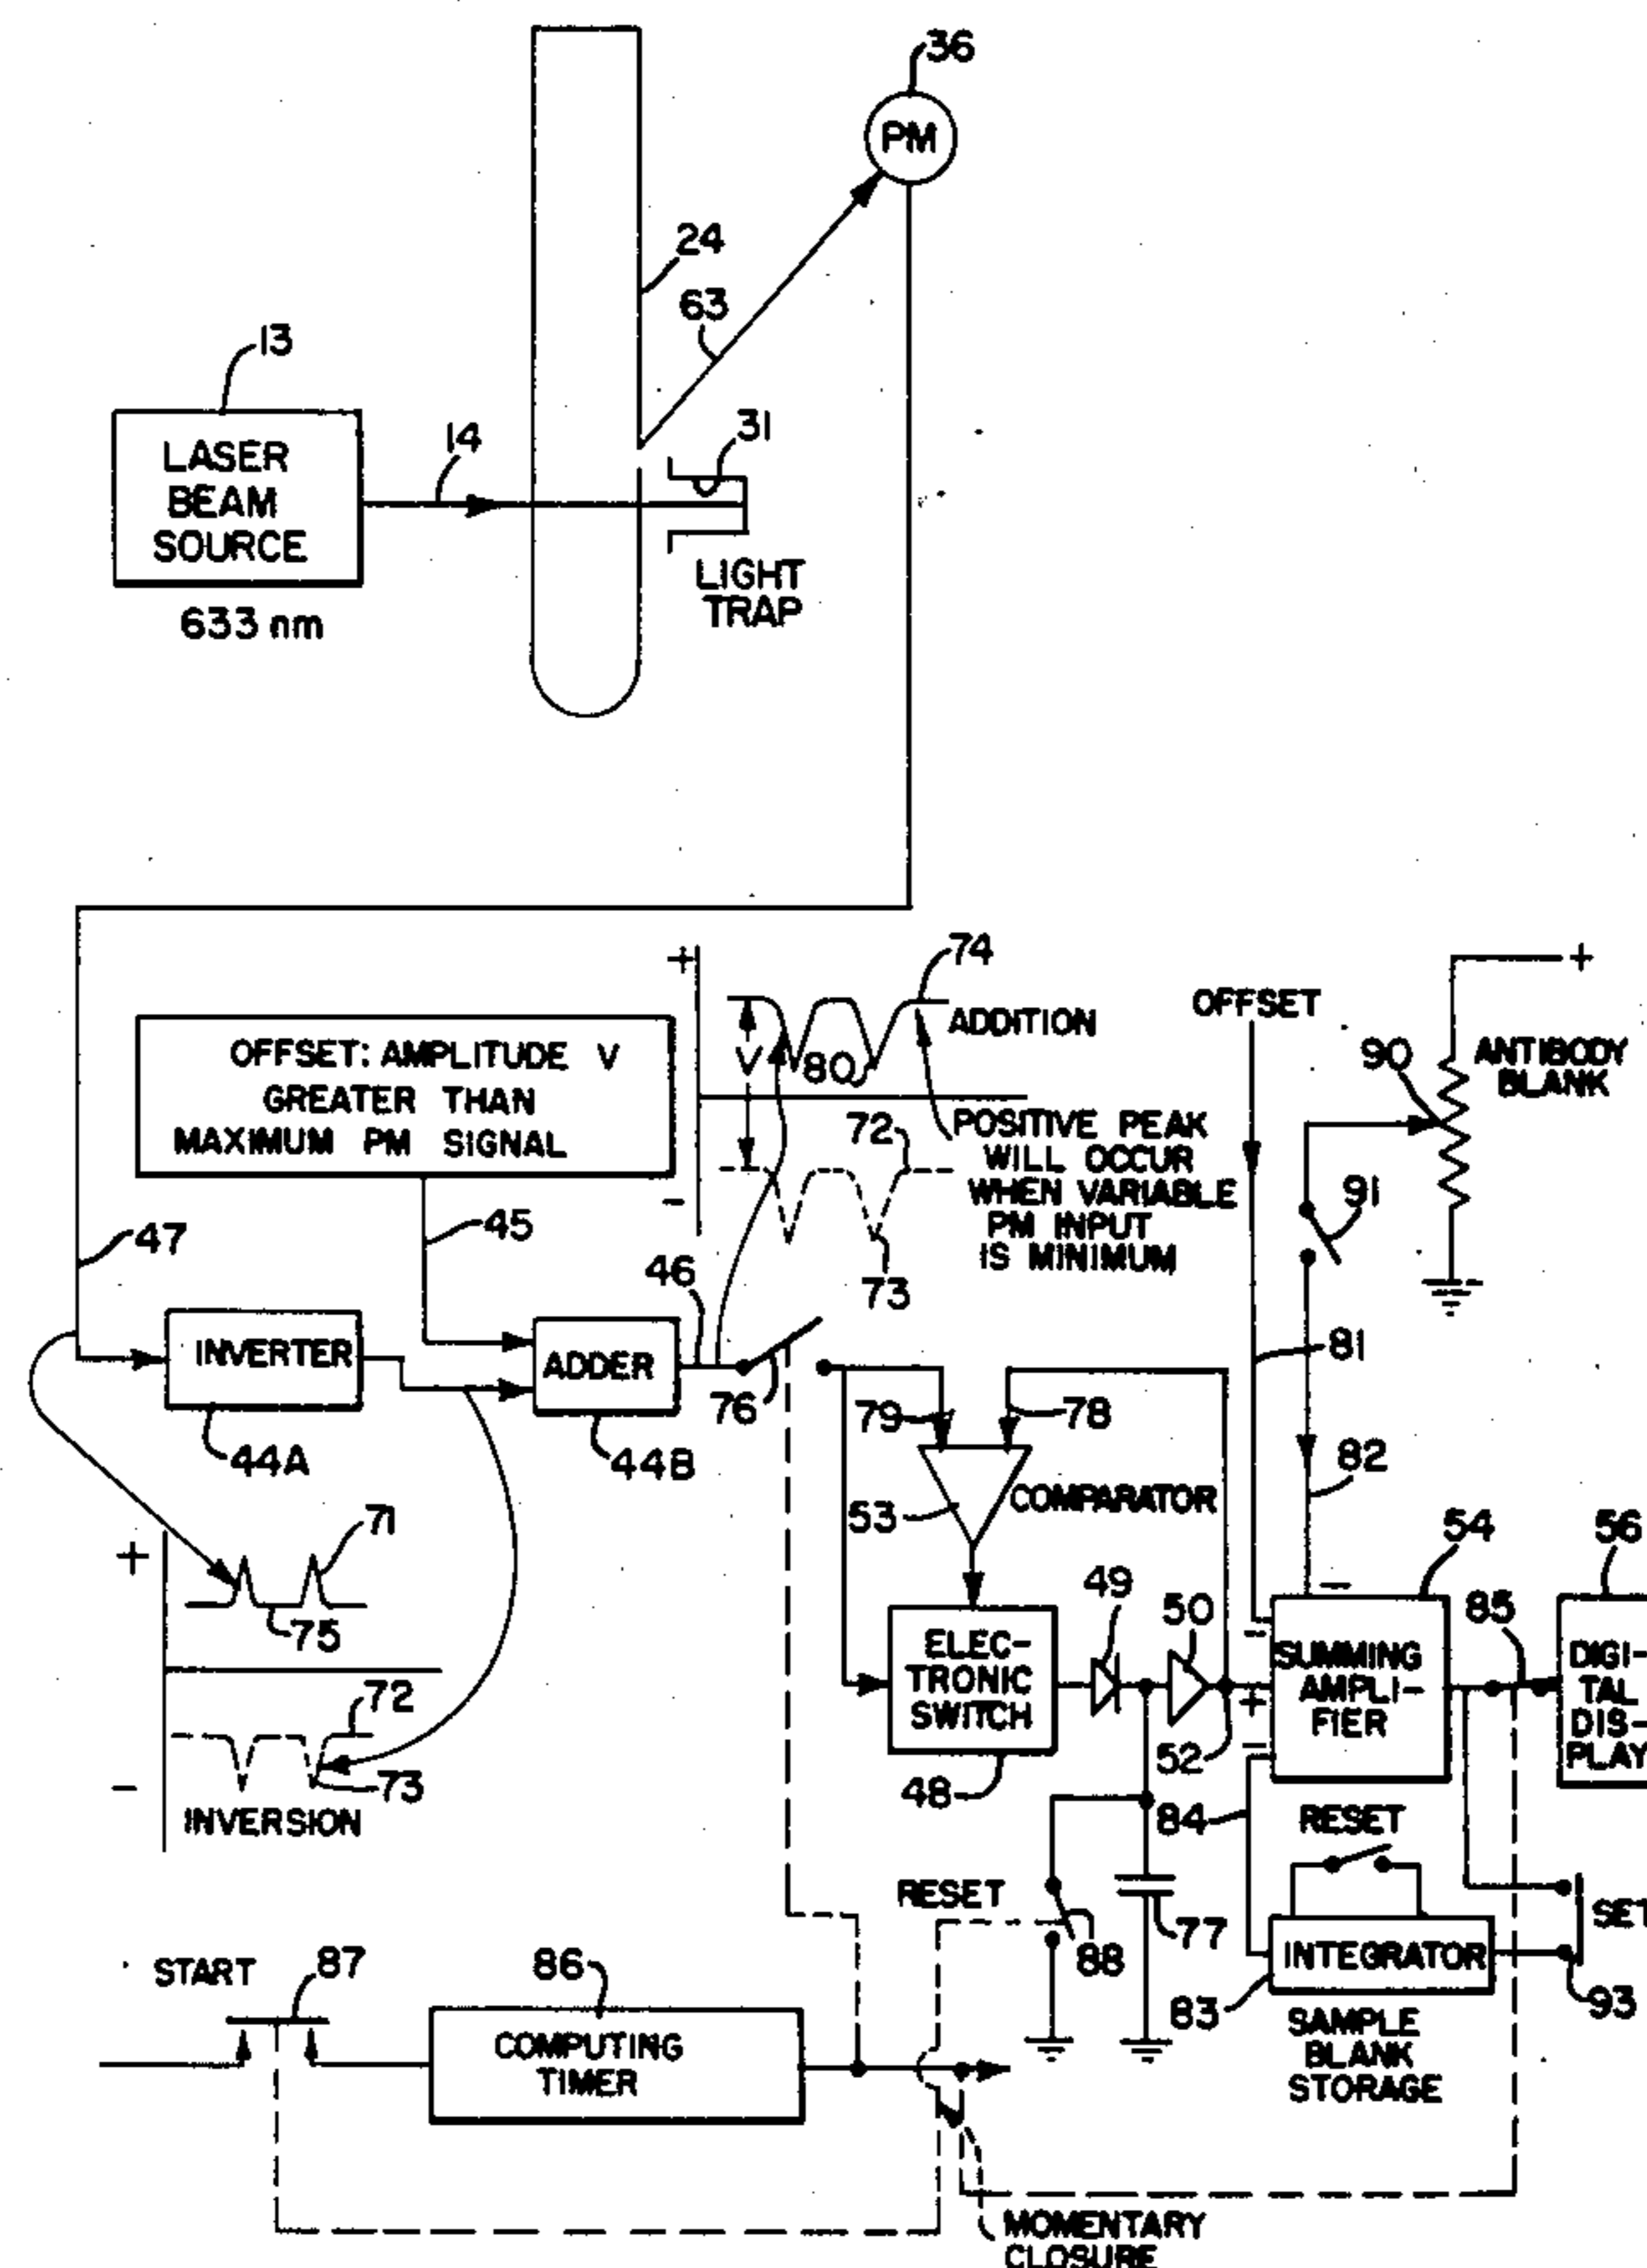 36
PM
24
63
13
14
31
LASER
BEAM
SOURCE
633 nm
LIGHT
TRAP
+
74
ADDITION
V
80
OFFSET
+
90
ANTIBODY
BLANK
OFFSET: AMPLITUDE V
GREATER THAN
MAXIMUM PM SIGNAL
72
POSITIVE PEAK
WILL OCCUR
WHEN VARIABLE
PM INPUT
IS MINIMUM
-
73
91
47
45
46
INVERTER
ADDER
76
79
78
81
44A
44B
53
COMPARATOR
82
71
+
75
72
-
73
INVERSION
49
50
54
56
85
-
-
+
-
ELEC-
TRONIC
SWITCH
SUMMING
AMPLI-
FIER
DIGI-
TAL
DIS-
PLAY
48
52
84
RESET
RESET
77
88
SET
INTEGRATOR
83
93
SAMPLE
BLANK
STORAGE
START
87
86
COMPUTING
TIMER
MOMENTARY
CLOSURE